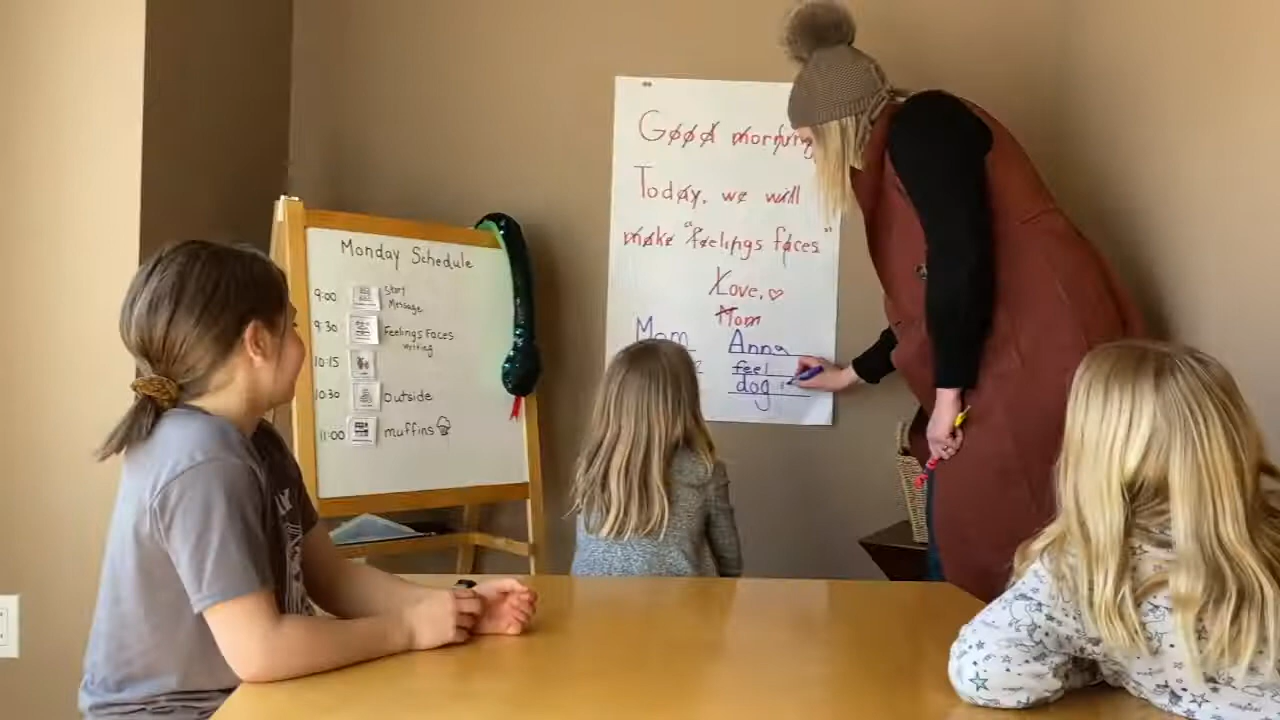 Monday Schedule
9:00 Story Message
9:30 Feelings Faces Writing
10:15
10:30 outside
11:00 muffins
Good morning
Today, we will
make "feelings faces"
Love, ♡
Mom
Mom
Anna
feel
dog